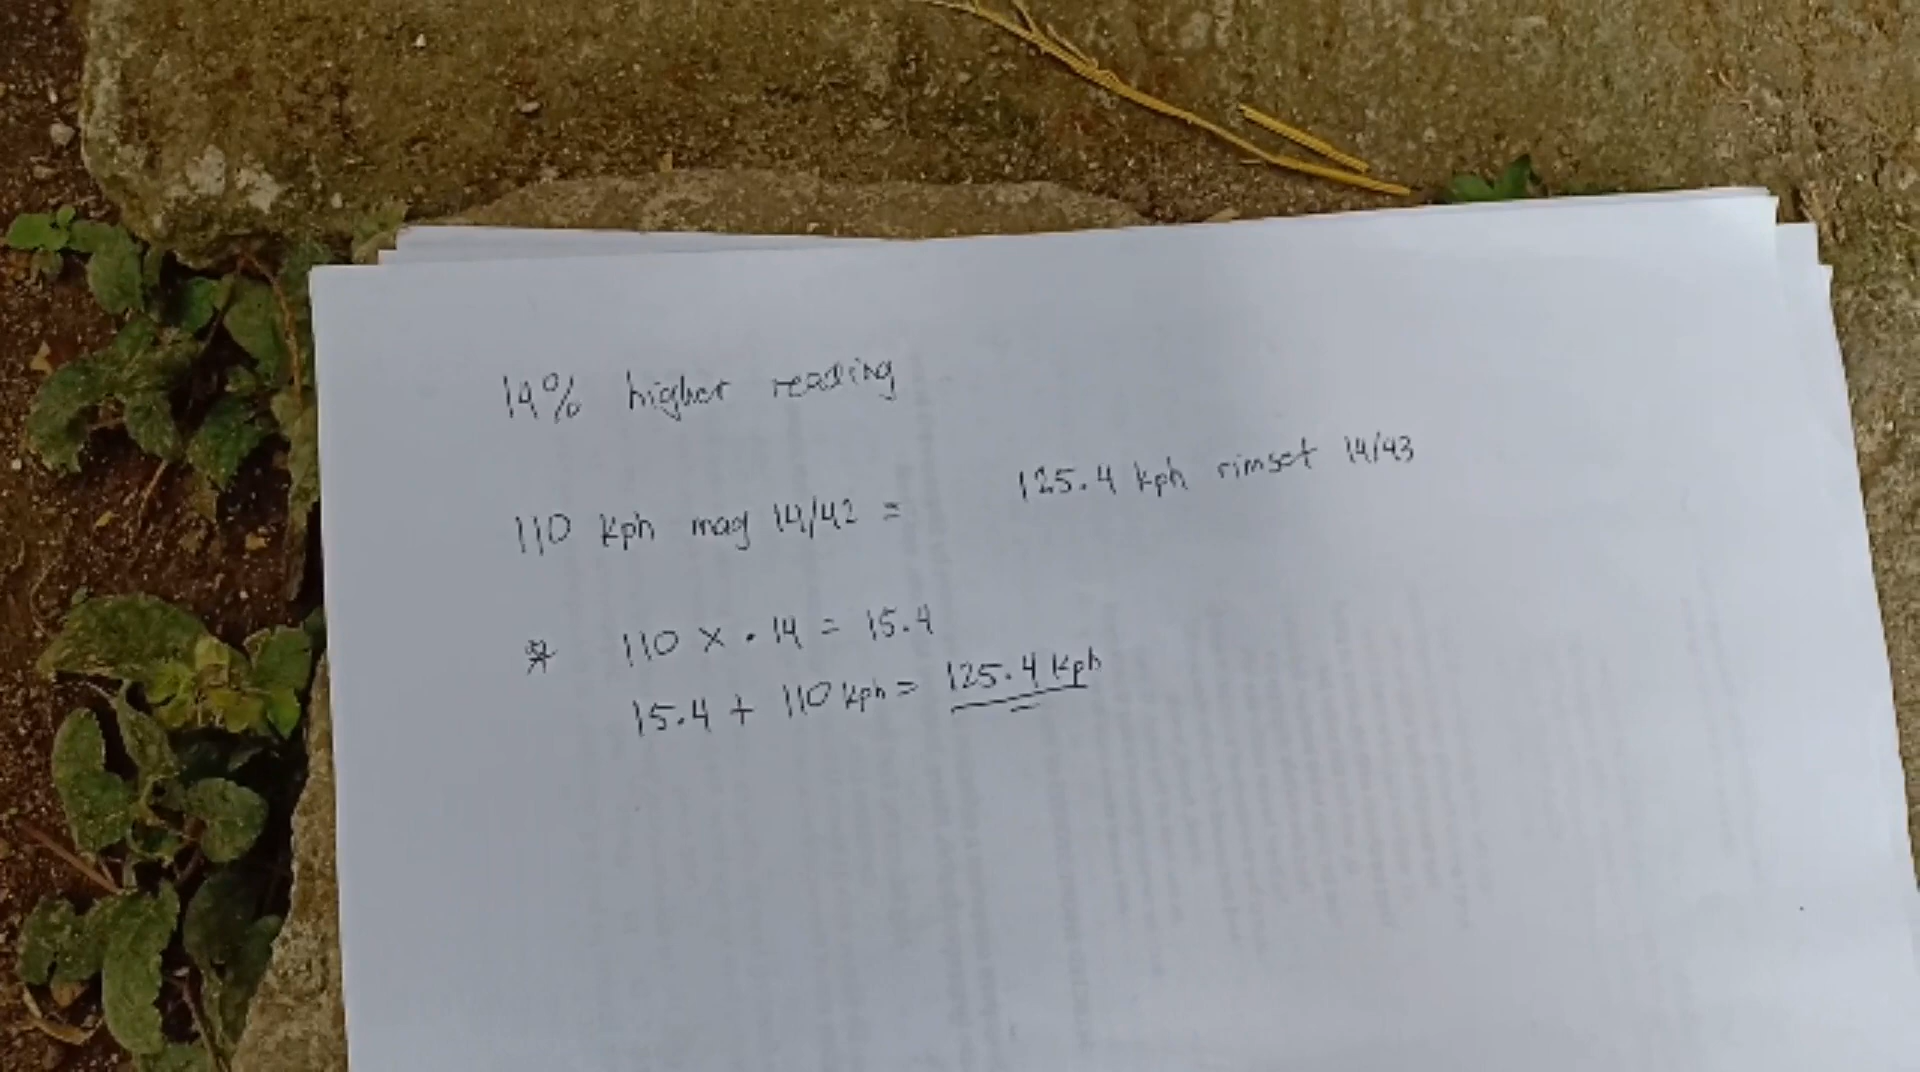 14% higher reading
110 kph mag 14/42 = 125.4 kph rimset 14/43
* 110 x .14 = 15.4
15.4 + 110 kph = 125.4 kph